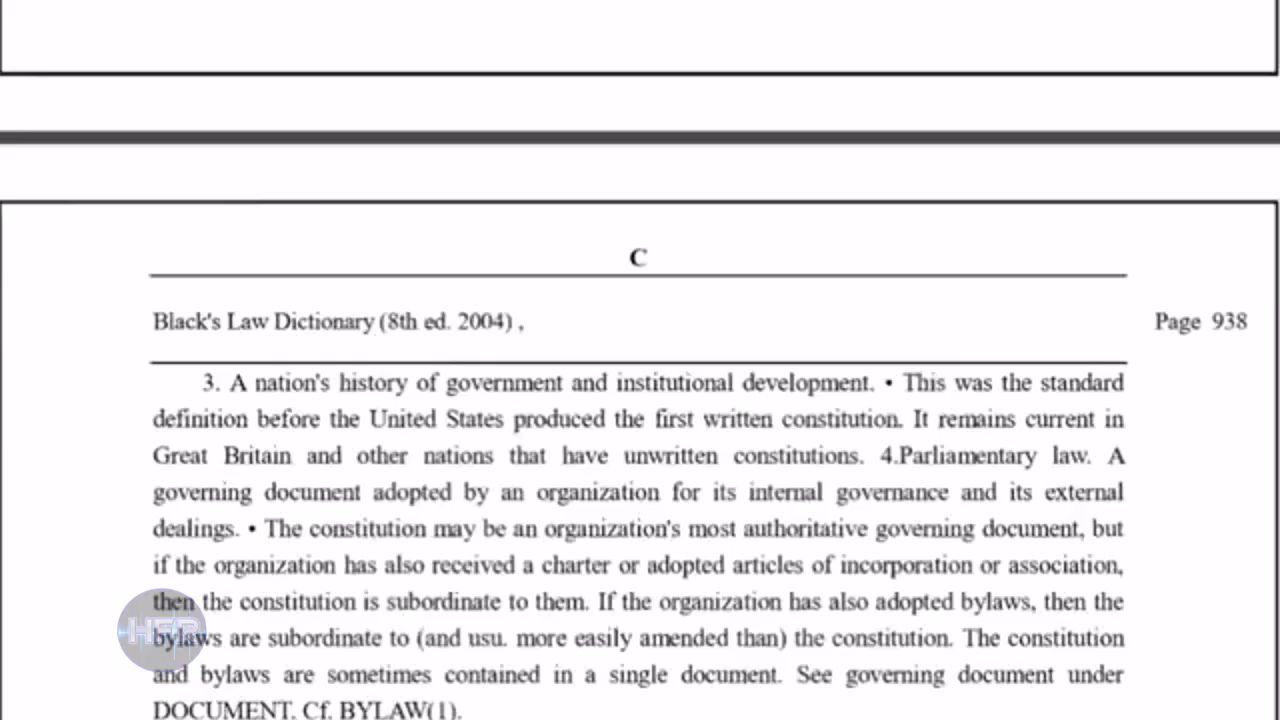 C
Black's Law Dictionary (8th ed. 2004) , Page 938
3. A nation's history of government and institutional development. • This was the standard
definition before the United States produced the first written constitution. It remains current in
Great Britain and other nations that have unwritten constitutions. 4.Parliamentary law. A
governing document adopted by an organization for its internal governance and its external
dealings. • The constitution may be an organization's most authoritative governing document, but
if the organization has also received a charter or adopted articles of incorporation or association,
then the constitution is subordinate to them. If the organization has also adopted bylaws, then the
bylaws are subordinate to (and usu. more easily amended than) the constitution. The constitution
and bylaws are sometimes contained in a single document. See governing document under
DOCUMENT. Cf. BYLAW(1).